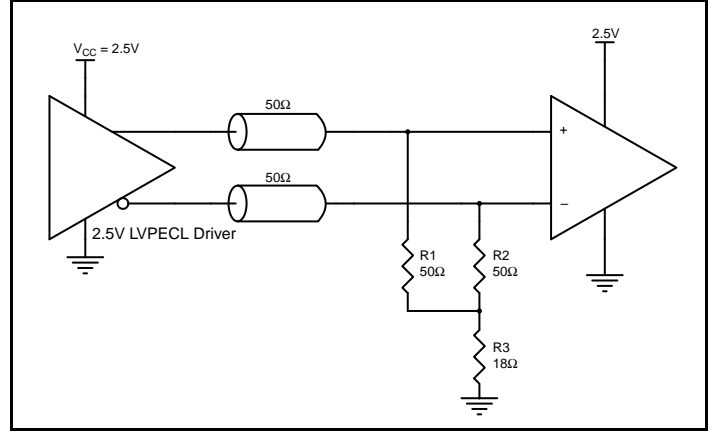 V_CC = 2.5V
2.5V
50Ω
+
50Ω
–
2.5V LVPECL Driver
R1
50Ω
R2
50Ω
R3
18Ω